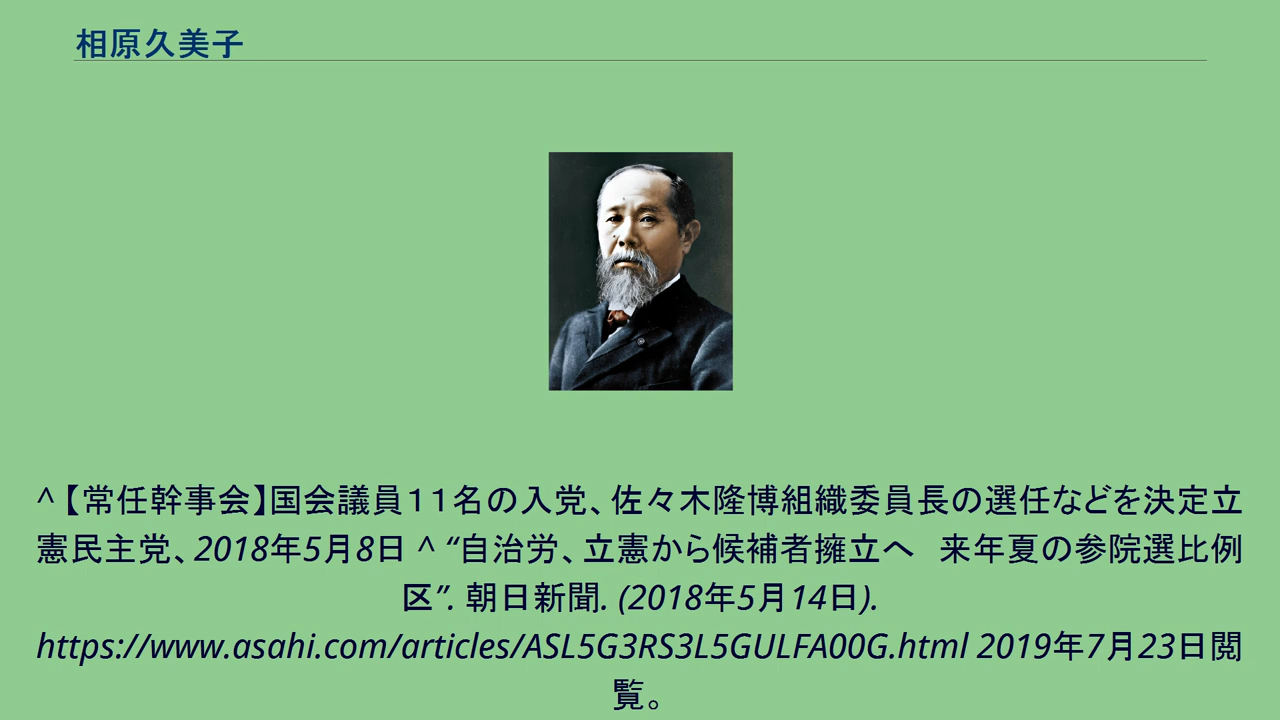 相原久美子
^【常任幹事会】国会議員１１名の入党、佐々木隆博組織委員長の選任などを決定立
憲民主党、2018年5月8日 ^ “自治労、立憲から候補者擁立へ　来年夏の参院選比例
区”. 朝日新聞. (2018年5月14日).
https://www.asahi.com/articles/ASL5G3RS3L5GULFA00G.html 2019年7月23日閲
覧。